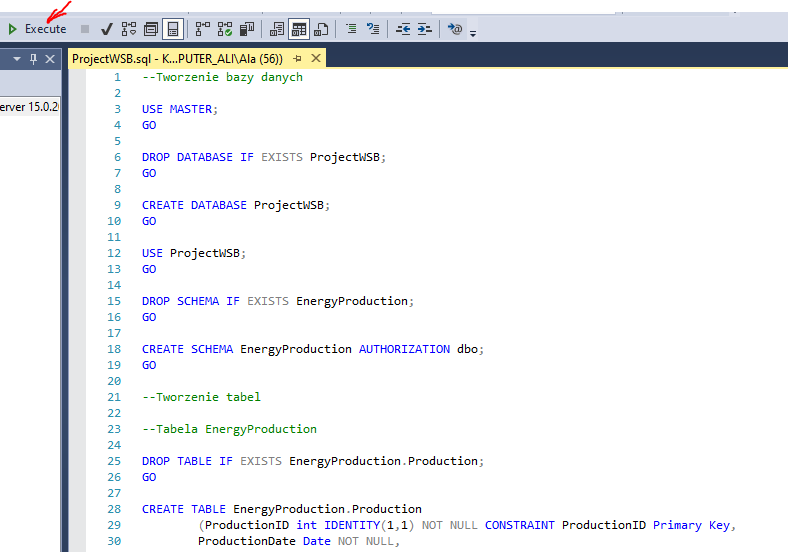 Execute
ProjectWSB.sql - K...PUTER_ALI\Ala (56))
erver 15.0.20
1 --Tworzenie bazy danych
2
3 USE MASTER;
4 GO
5
6 DROP DATABASE IF EXISTS ProjectWSB;
7 GO
8
9 CREATE DATABASE ProjectWSB;
10 GO
11
12 USE ProjectWSB;
13 GO
14
15 DROP SCHEMA IF EXISTS EnergyProduction;
16 GO
17
18 CREATE SCHEMA EnergyProduction AUTHORIZATION dbo;
19 GO
20
21 --Tworzenie tabel
22
23 --Tabela EnergyProduction
24
25 DROP TABLE IF EXISTS EnergyProduction.Production;
26 GO
27
28 CREATE TABLE EnergyProduction.Production
29 (ProductionID int IDENTITY(1,1) NOT NULL CONSTRAINT ProductionID Primary Key,
30 ProductionDate Date NOT NULL,